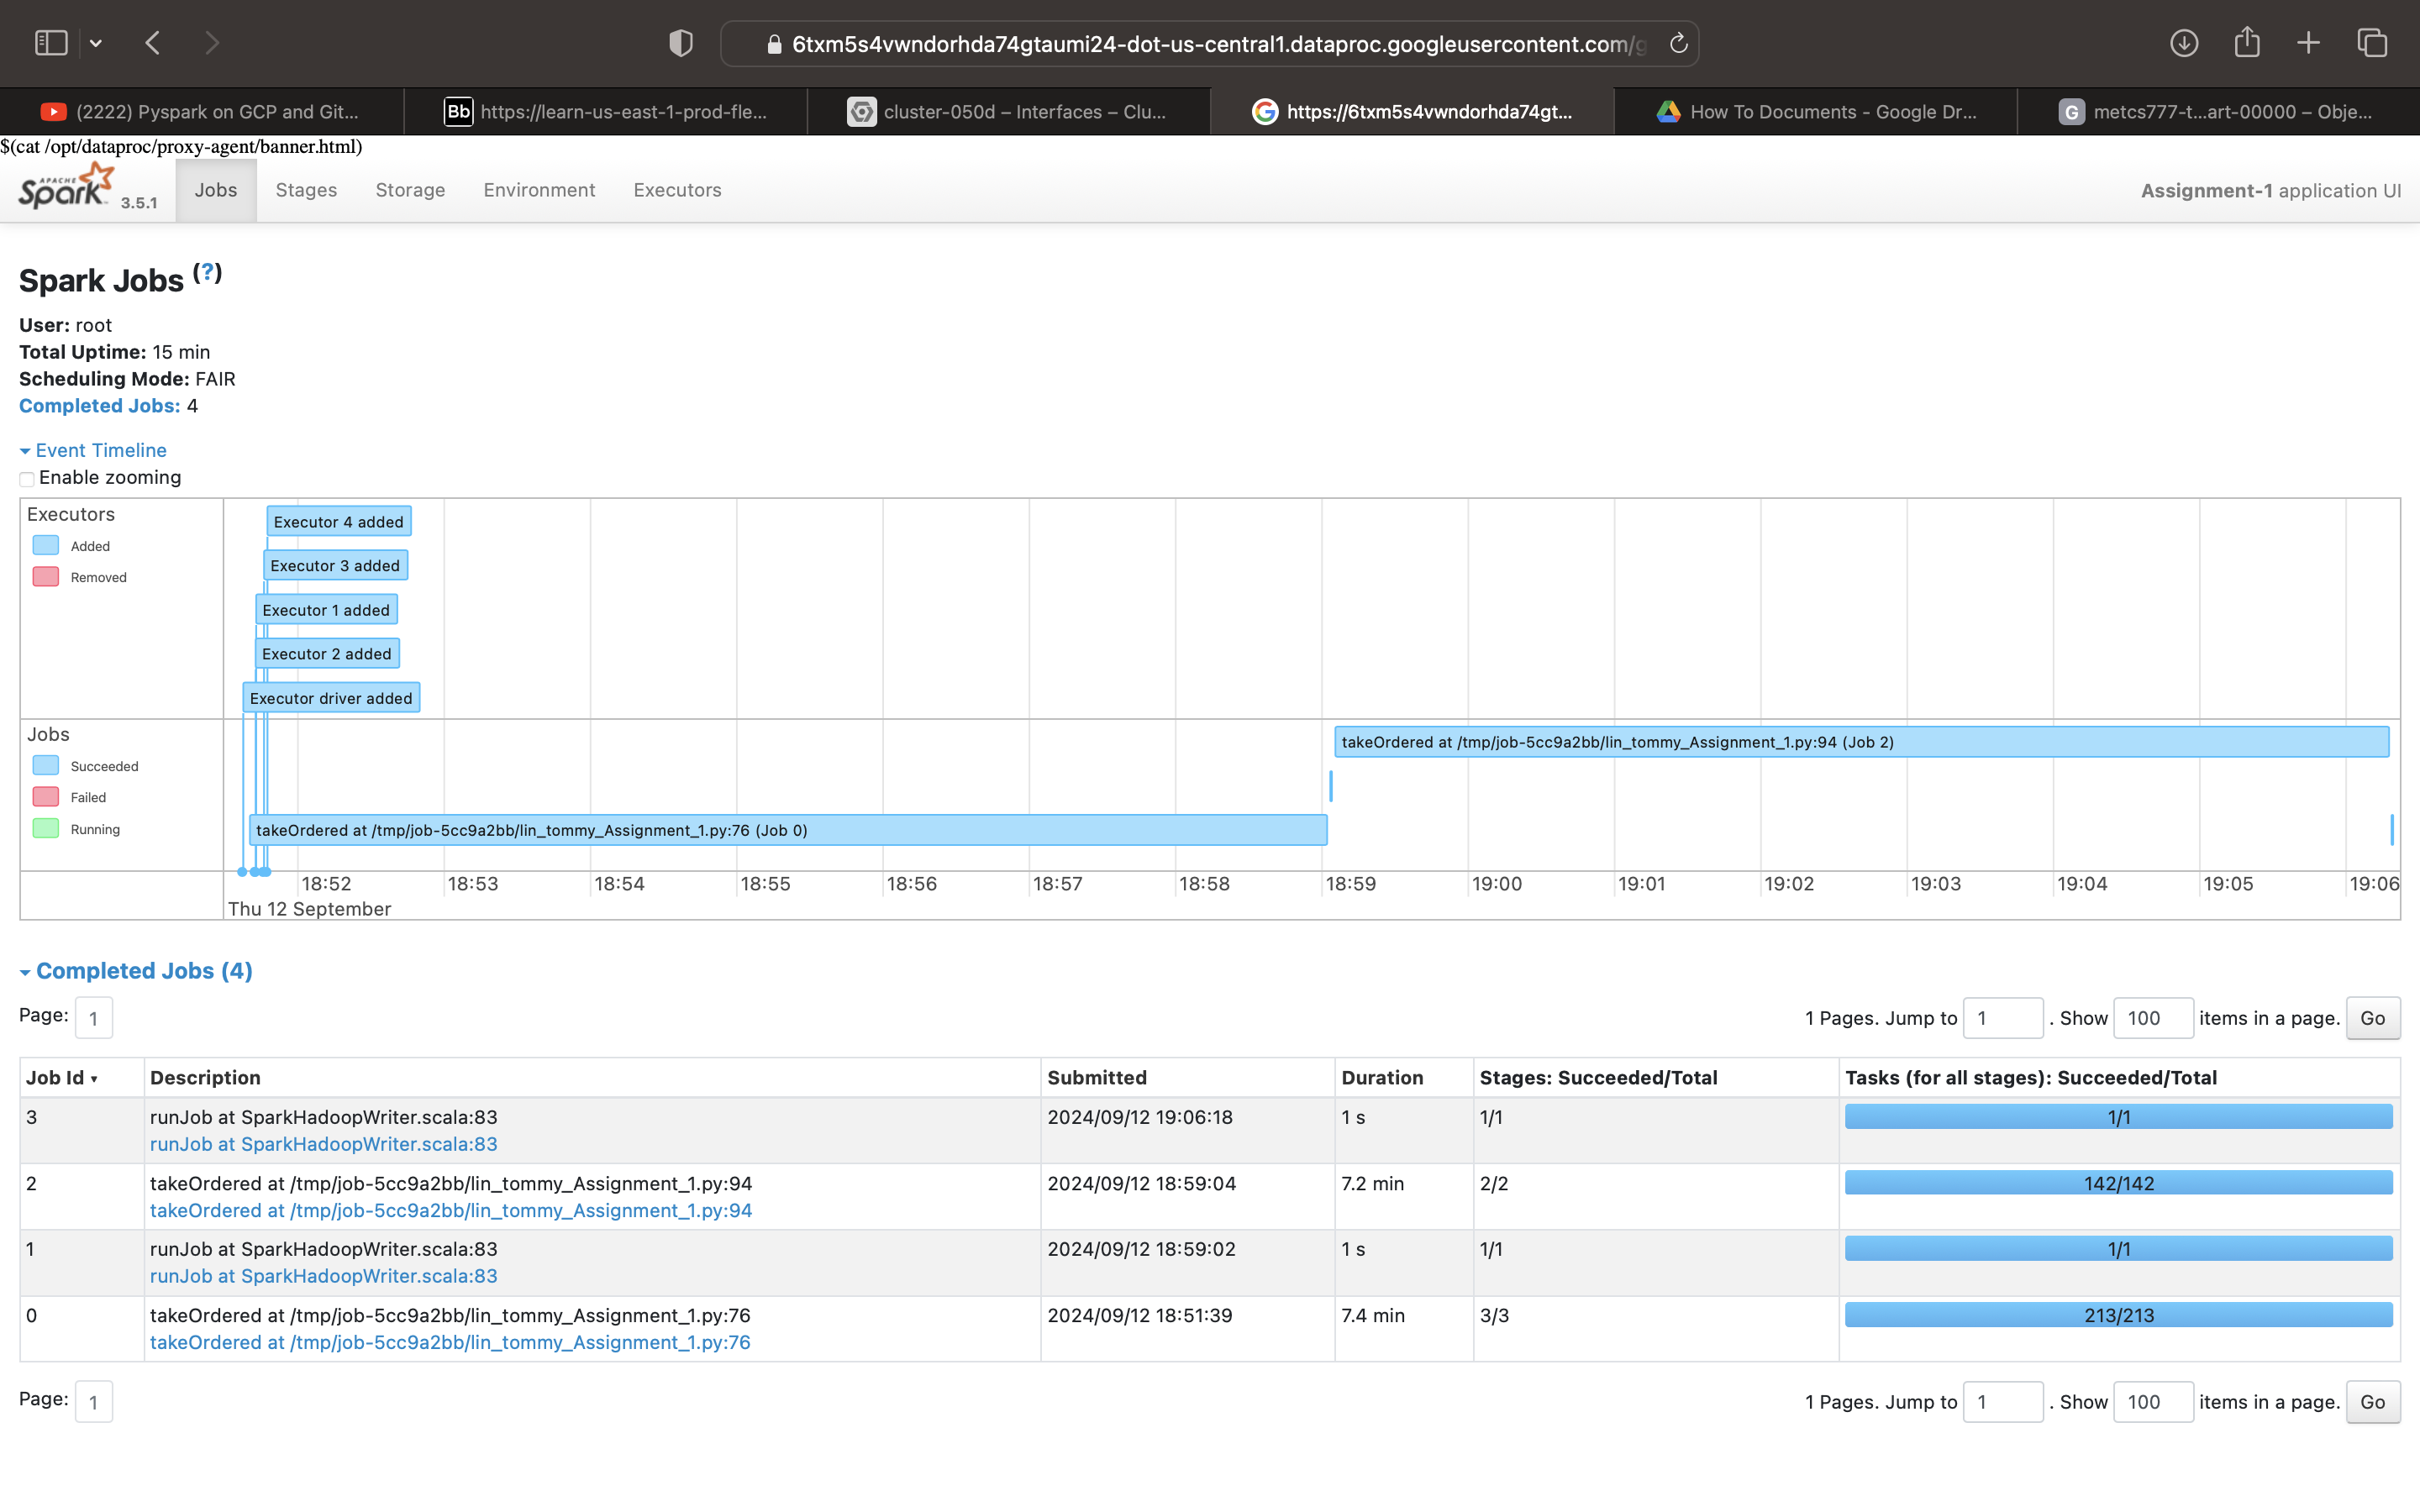 6txm5s4vwndorhda74gtaumi24-dot-us-central1.dataproc.googleusercontent.com/g
(2222) Pyspark on GCP and Git...
Bb https://learn-us-east-1-prod-fle...
cluster-050d – Interfaces – Clu...
https://6txm5s4vwndorhda74gt...
How To Documents - Google Dr...
G metcs777-t...art-00000 – Obje...
$(cat /opt/dataproc/proxy-agent/banner.html)
APACHE Spark 3.5.1 Jobs Stages Storage Environment Executors Assignment-1 application UI
Spark Jobs (?)
User: root
Total Uptime: 15 min
Scheduling Mode: FAIR
Completed Jobs: 4
Event Timeline
Enable zooming
Executors
Added
Removed
Executor 4 added
Executor 3 added
Executor 1 added
Executor 2 added
Executor driver added
Jobs
Succeeded
Failed
Running
takeOrdered at /tmp/job-5cc9a2bb/lin_tommy_Assignment_1.py:94 (Job 2)
takeOrdered at /tmp/job-5cc9a2bb/lin_tommy_Assignment_1.py:76 (Job 0)
18:52 18:53 18:54 18:55 18:56 18:57 18:58 18:59 19:00 19:01 19:02 19:03 19:04 19:05 19:06
Thu 12 September
Completed Jobs (4)
Page: 1 1 Pages. Jump to 1 . Show 100 items in a page. Go
Job Id ▾ Description Submitted Duration Stages: Succeeded/Total Tasks (for all stages): Succeeded/Total
3 runJob at SparkHadoopWriter.scala:83 2024/09/12 19:06:18 1 s 1/1 1/1
runJob at SparkHadoopWriter.scala:83
2 takeOrdered at /tmp/job-5cc9a2bb/lin_tommy_Assignment_1.py:94 2024/09/12 18:59:04 7.2 min 2/2 142/142
takeOrdered at /tmp/job-5cc9a2bb/lin_tommy_Assignment_1.py:94
1 runJob at SparkHadoopWriter.scala:83 2024/09/12 18:59:02 1 s 1/1 1/1
runJob at SparkHadoopWriter.scala:83
0 takeOrdered at /tmp/job-5cc9a2bb/lin_tommy_Assignment_1.py:76 2024/09/12 18:51:39 7.4 min 3/3 213/213
takeOrdered at /tmp/job-5cc9a2bb/lin_tommy_Assignment_1.py:76
Page: 1 1 Pages. Jump to 1 . Show 100 items in a page. Go